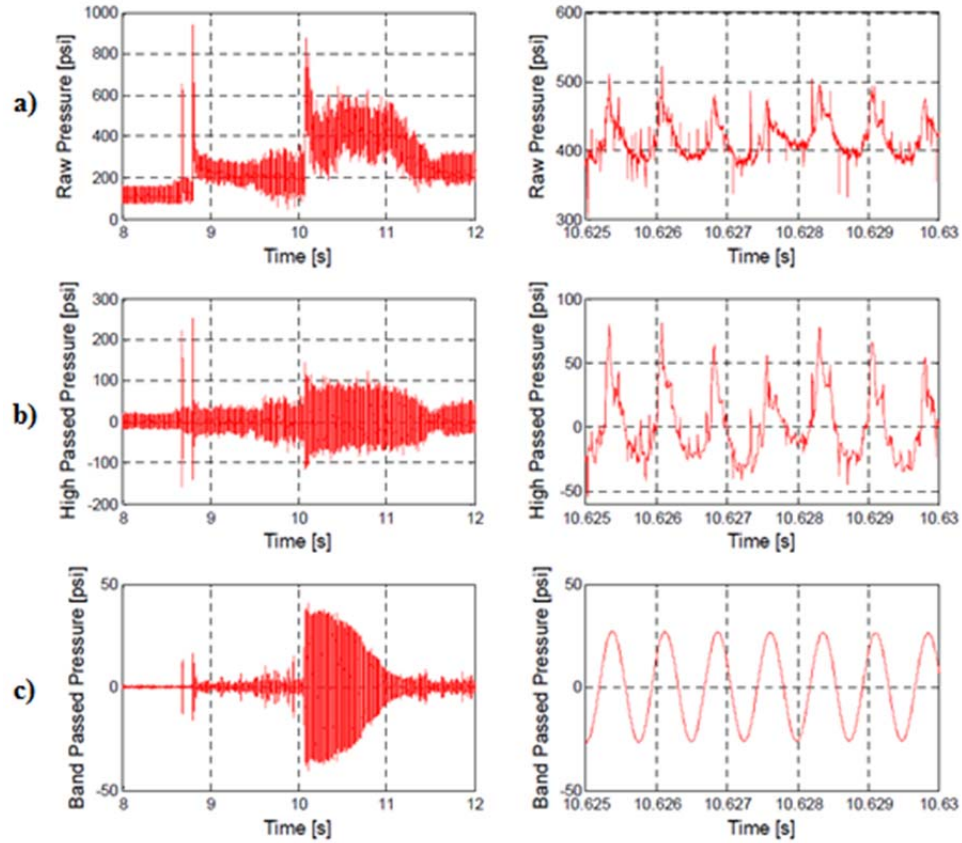 a)
Raw Pressure [psi]
1000
800
600
400
200
0
8 9 10 11 12
Time [s]
Raw Pressure [psi]
600
500
400
300
10.625 10.626 10.627 10.628 10.629 10.63
Time [s]
b)
High Passed Pressure [psi]
300
200
100
0
-100
-200
8 9 10 11 12
Time [s]
High Passed Pressure [psi]
100
50
0
-50
10.625 10.626 10.627 10.628 10.629 10.63
Time [s]
c)
Band Passed Pressure [psi]
50
0
-50
8 9 10 11 12
Time [s]
Band Passed Pressure [psi]
50
0
-50
10.625 10.626 10.627 10.628 10.629 10.63
Time [s]